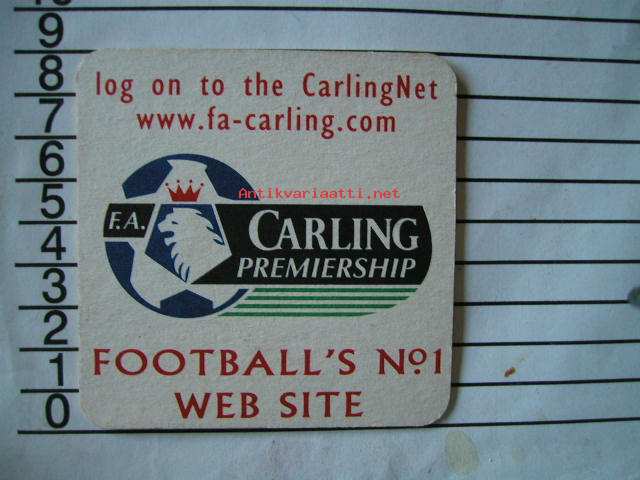 log on to the CarlingNet
www.fa-carling.com
Antikvariaatti.net
F.A.
CARLING
PREMIERSHIP
FOOTBALL'S Nº1
WEB SITE
9
8
7
6
5
4
3
2
1
0